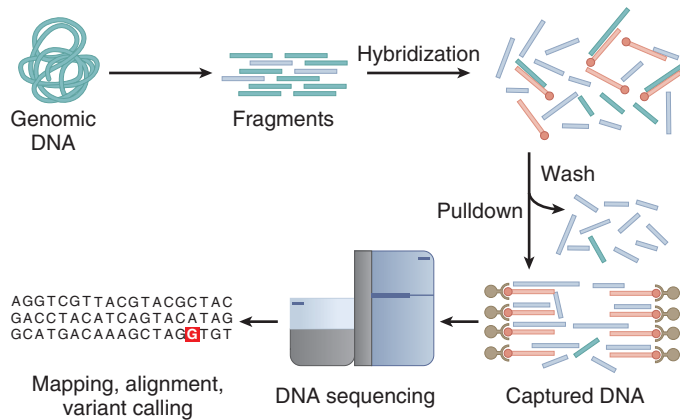 Hybridization
Genomic
DNA
Fragments
Wash
Pulldown
AGGTCGTTACGTACGCTAC
GACCTACATCAGTACATAG
GCATGACAAAGCTAGGTGT
Mapping, alignment,
variant calling
DNA sequencing
Captured DNA